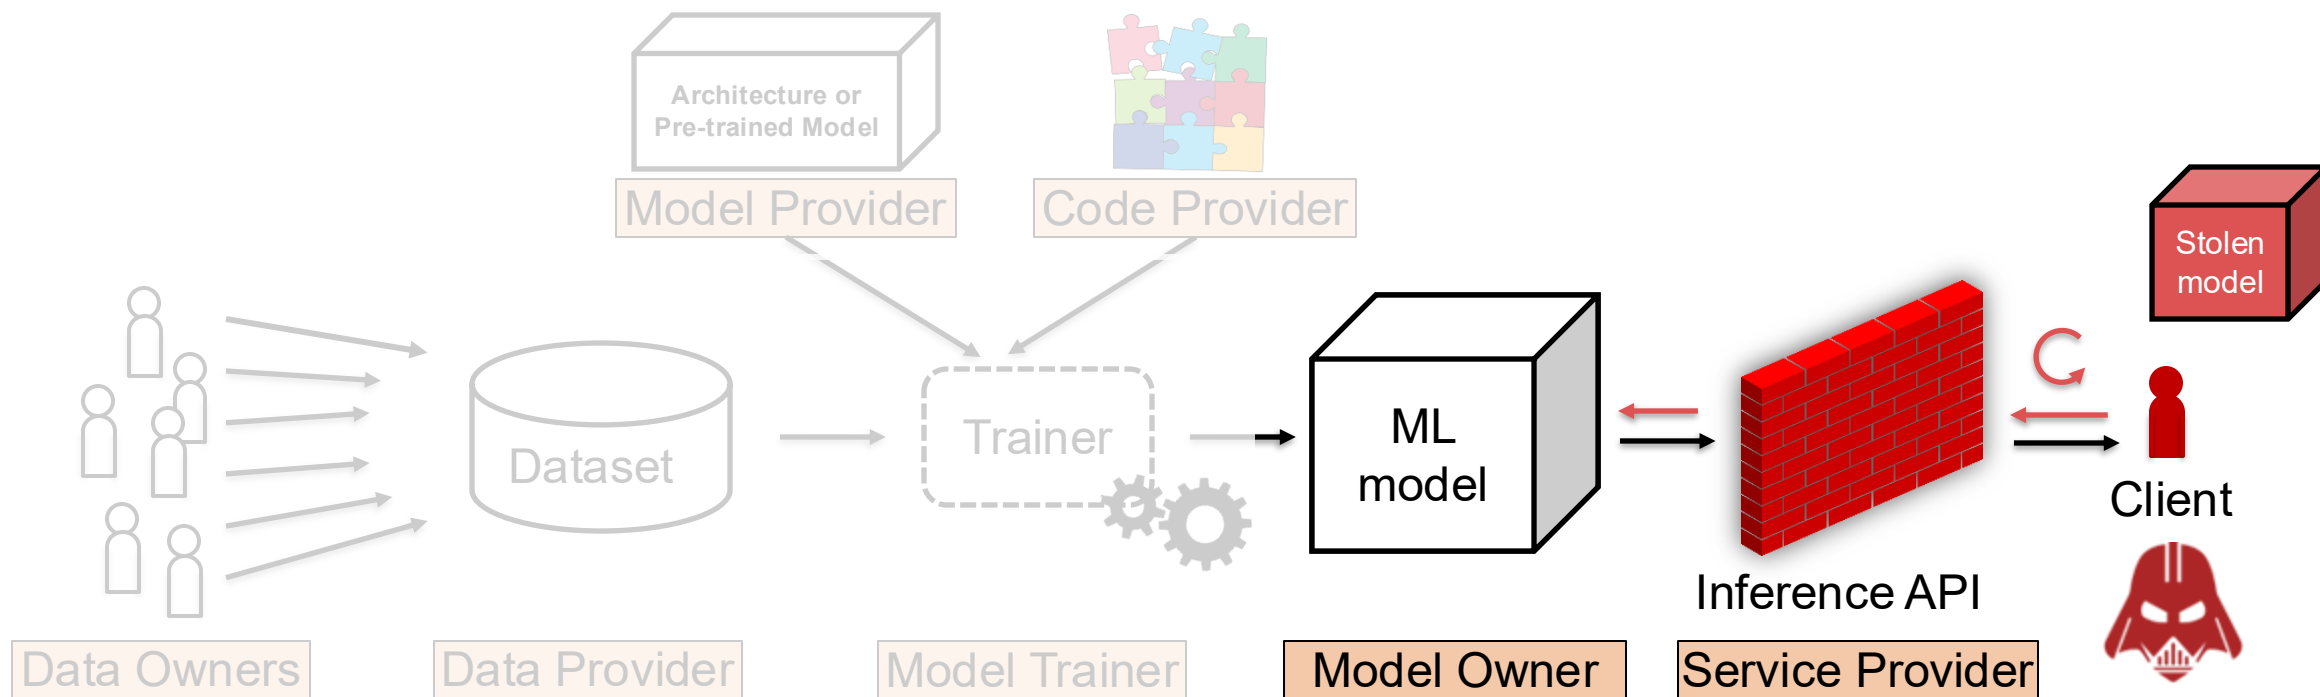 Architecture or
Pre-trained Model
Model Provider
Code Provider
Stolen
model
Dataset
Trainer
ML
model
Client
Inference API
Data Owners
Data Provider
Model Trainer
Model Owner
Service Provider